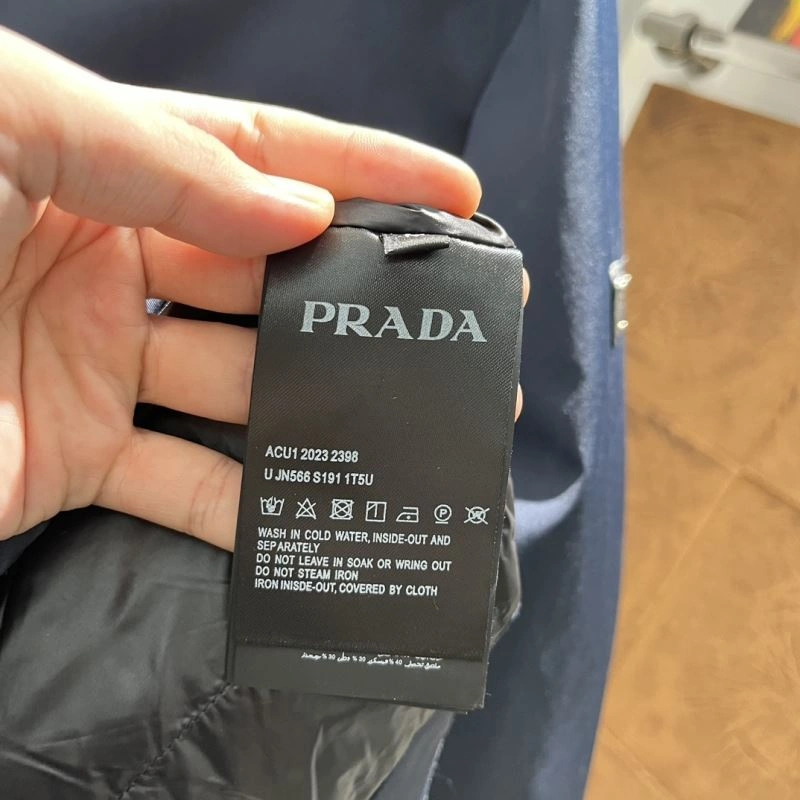 PRADA
ACU1 2023 2398
U JN566 S191 1T5U
P
WASH IN COLD WATER, INSIDE-OUT AND
SEPARATELY
DO NOT LEAVE IN SOAK OR WRING OUT
DO NOT STEAM IRON
IRON INISDE-OUT, COVERED BY CLOTH